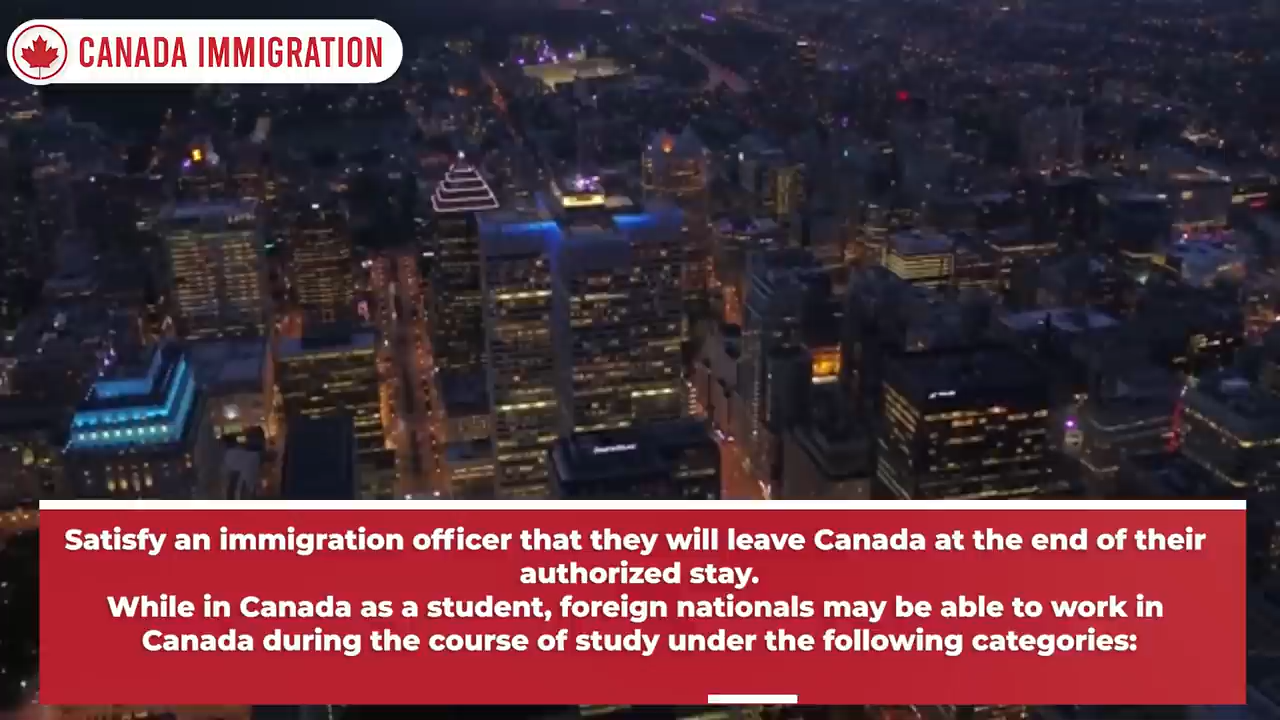 CANADA IMMIGRATION
Satisfy an immigration officer that they will leave Canada at the end of their
authorized stay.
While in Canada as a student, foreign nationals may be able to work in
Canada during the course of study under the following categories: